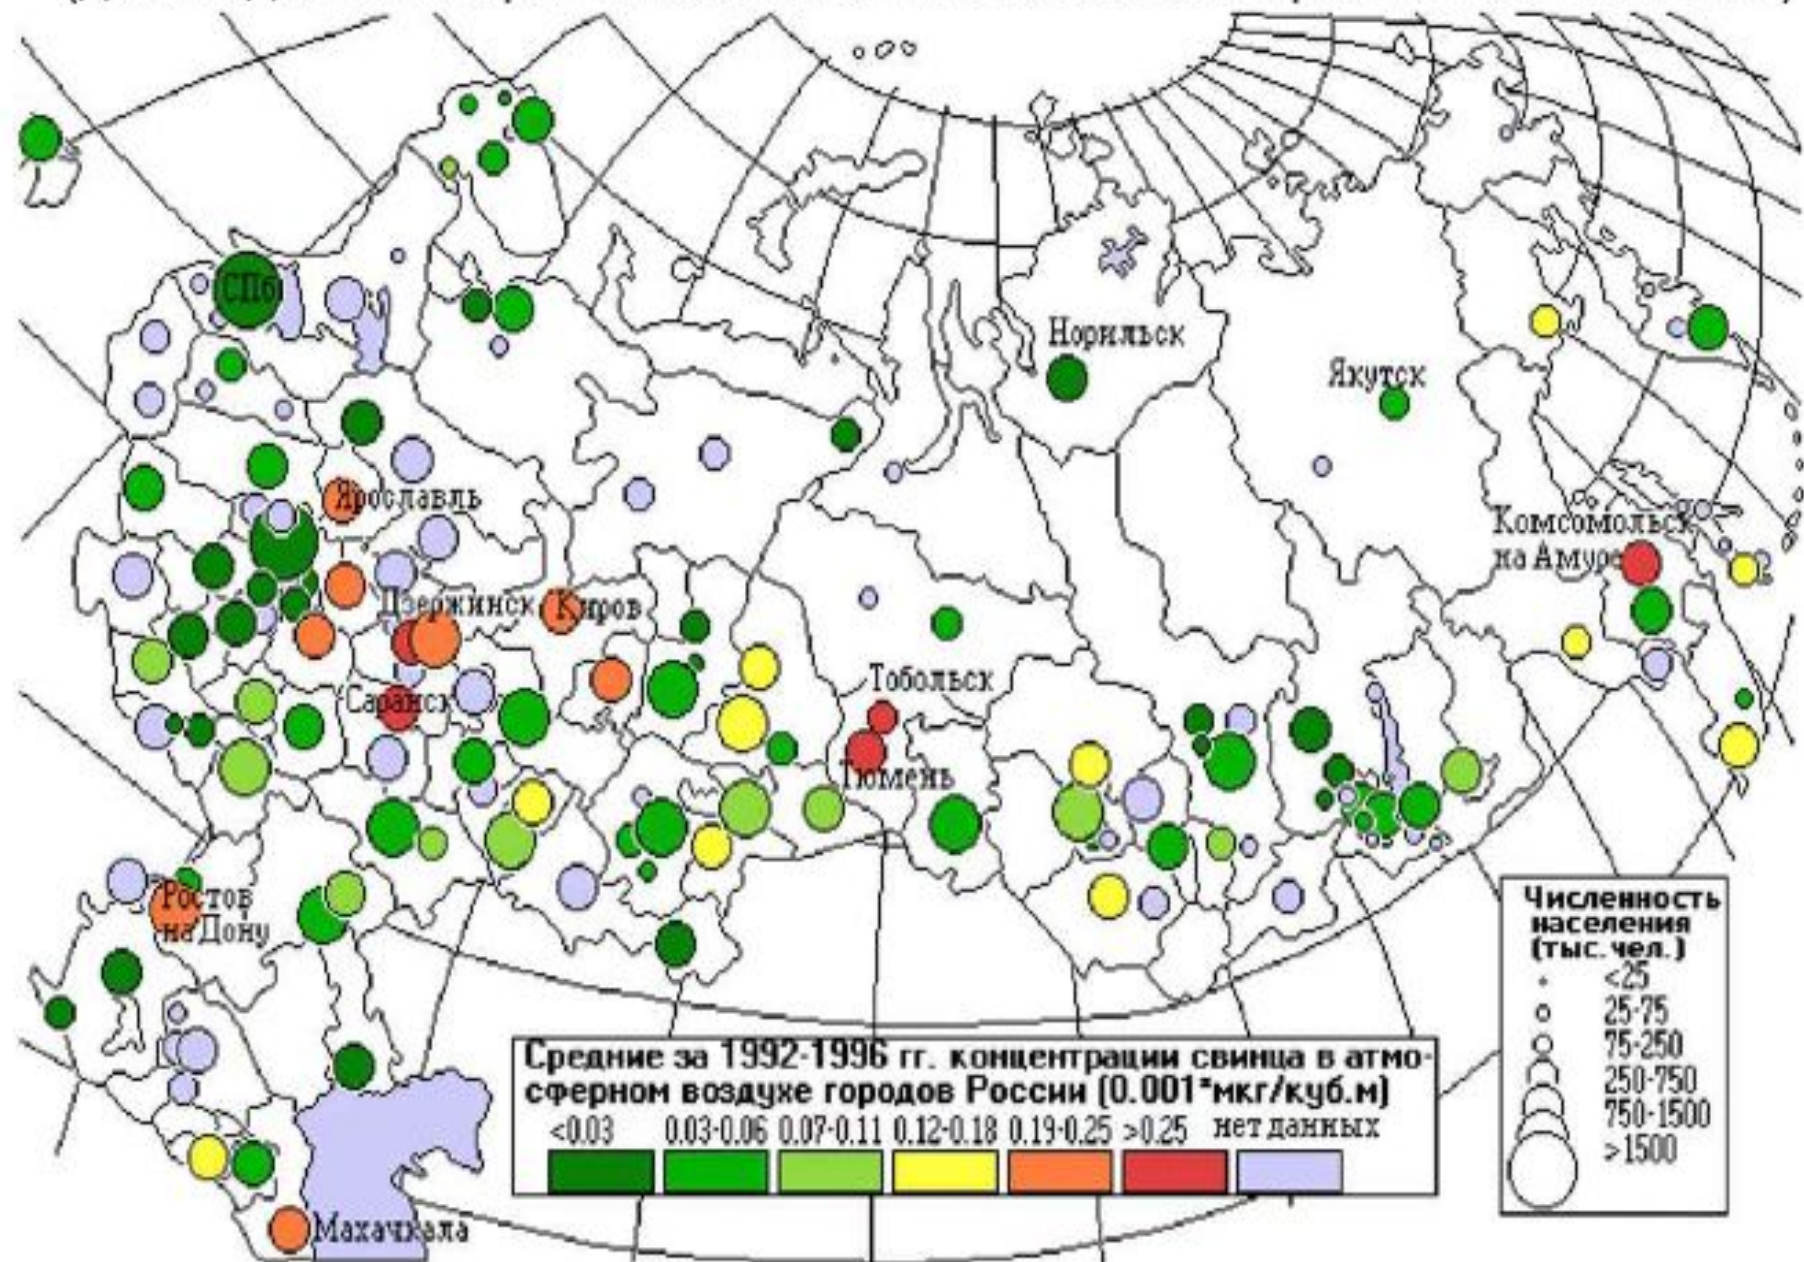 СПб
Норильск
Якутск
Ярославль
Комсомольск
на Амуре
Дзержинск
Киров
Тобольск
Саранск
Тюмень
Ростов
на Дону
Махачкала
Численность
населения
(тыс. чел.)
<25
25-75
75-250
250-750
750-1500
>1500
Средние за 1992-1996 гг. концентрации свинца в атмо-
сферном воздухе городов России (0.001*мкг/куб.м)
<0.03 0.03-0.06 0.07-0.11 0.12-0.18 0.19-0.25 >0.25 нет данных